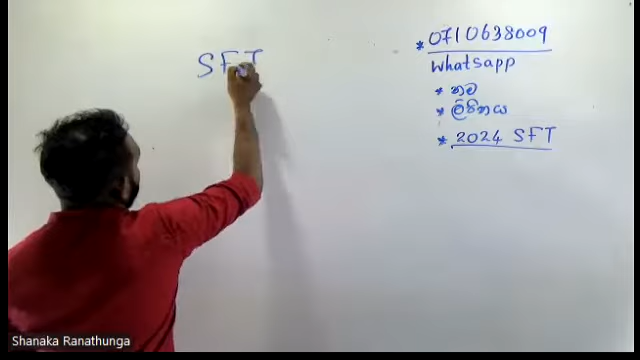 SFT
* 0710638009
Whatsapp
* නම
* ලිපිනය
* 2024 SFT
Shanaka Ranathunga